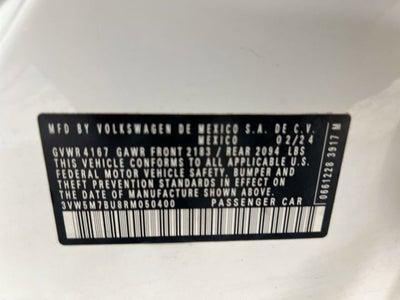 MFD BY VOLKSWAGEN DE MEXICO S.A. DE C.V.
MEXICO 02/24
GVWR 4167 GAWR FRONT 2183 / REAR 2094 LBS
THIS VEHICLE CONFORMS TO ALL APPLICABLE
FEDERAL MOTOR VEHICLE SAFETY, BUMPER AND
THEFT PREVENTION STANDARDS IN EFFECT ON
THE DATE OF MANUFACTURE SHOWN ABOVE.
3VW5M7BU8RM050400 PASSENGER CAR
0661228 3917 M